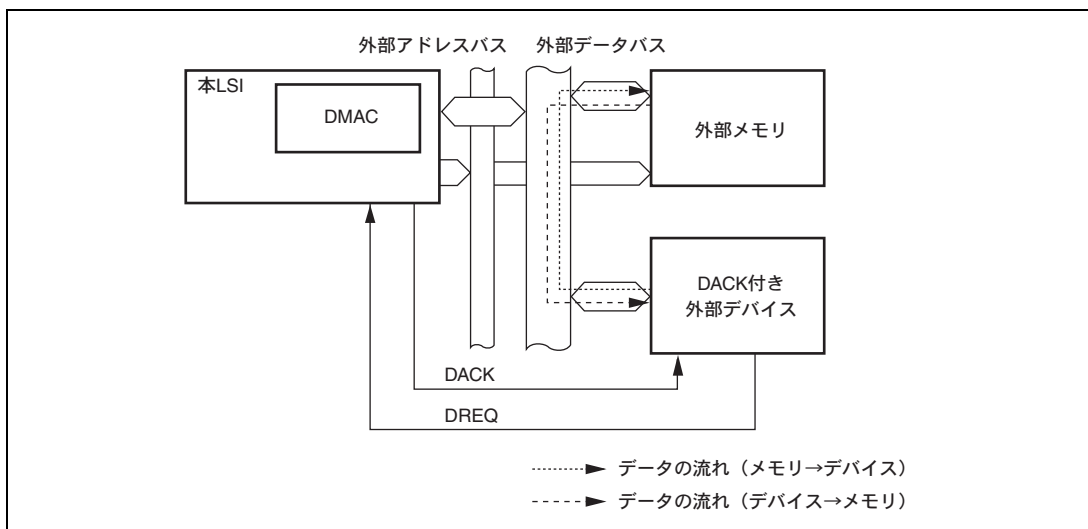 外部アドレスバス
外部データバス
本LSI
DMAC
外部メモリ
DACK付き
外部デバイス
DACK
DREQ
データの流れ（メモリ→デバイス）
データの流れ（デバイス→メモリ）